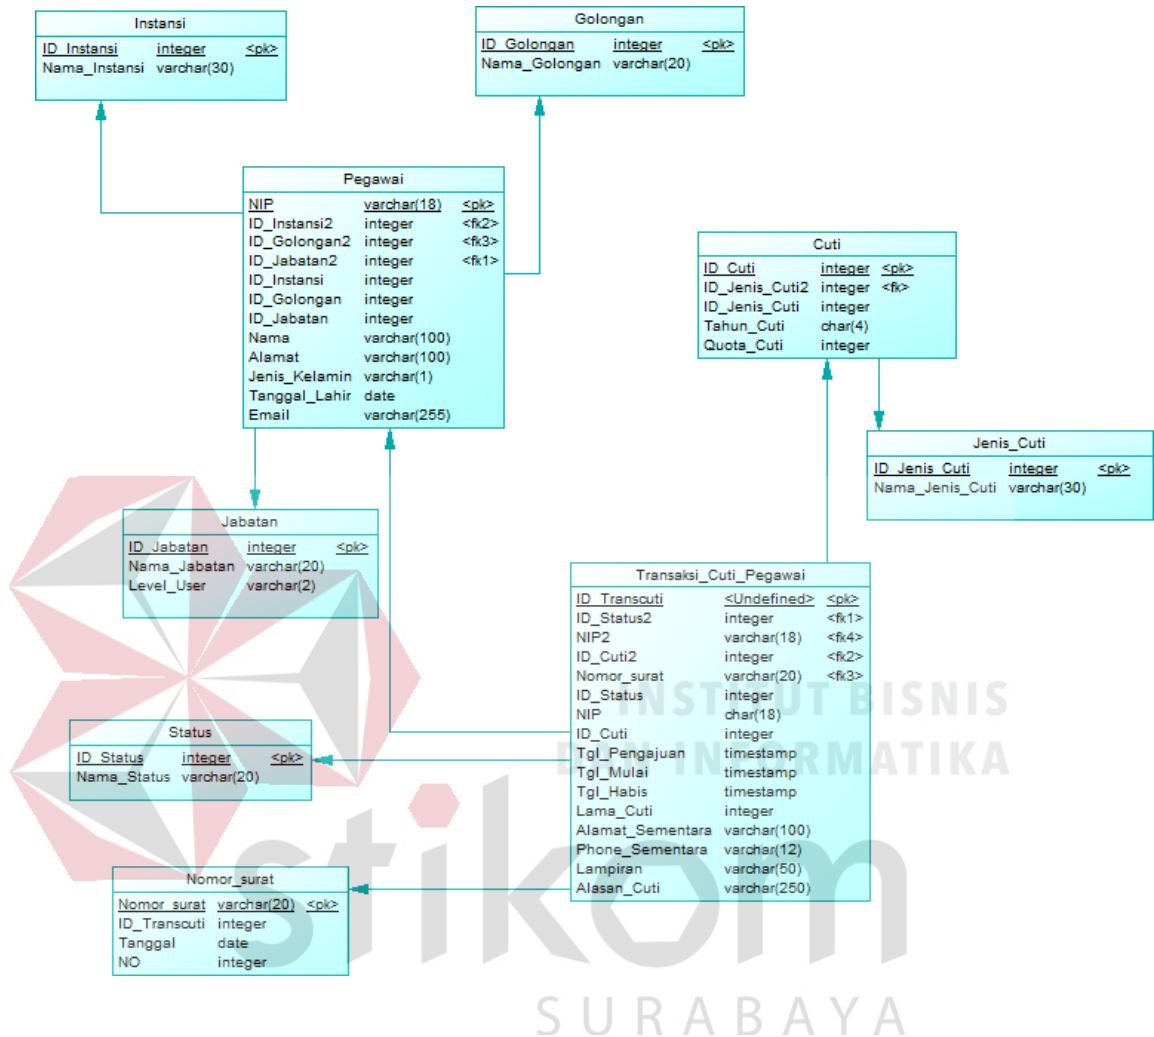 Instansi
ID_Instansi integer <pk>
Nama_Instansi varchar(30)
Golongan
ID_Golongan integer <pk>
Nama_Golongan varchar(20)
Pegawai
NIP varchar(18) <pk>
ID_Instansi2 integer <fk2>
ID_Golongan2 integer <fk3>
ID_Jabatan2 integer <fk1>
ID_Instansi integer
ID_Golongan integer
ID_Jabatan integer
Nama varchar(100)
Alamat varchar(100)
Jenis_Kelamin varchar(1)
Tanggal_Lahir date
Email varchar(255)
Cuti
ID_Cuti integer <pk>
ID_Jenis_Cuti2 integer <fk>
ID_Jenis_Cuti integer
Tahun_Cuti char(4)
Quota_Cuti integer
Jenis_Cuti
ID_Jenis_Cuti integer <pk>
Nama_Jenis_Cuti varchar(30)
Jabatan
ID_Jabatan integer <pk>
Nama_Jabatan varchar(20)
Level_User varchar(2)
Transaksi_Cuti_Pegawai
ID_Transcuti <Undefined> <pk>
ID_Status2 integer <fk1>
NIP2 varchar(18) <fk4>
ID_Cuti2 integer <fk2>
Nomor_surat varchar(20) <fk3>
ID_Status integer
NIP char(18)
ID_Cuti integer
Tgl_Pengajuan timestamp
Tgl_Mulai timestamp
Tgl_Habis timestamp
Lama_Cuti integer
Alamat_Sementara varchar(100)
Phone_Sementara varchar(12)
Lampiran varchar(50)
Alasan_Cuti varchar(250)
Status
ID_Status integer <pk>
Nama_Status varchar(20)
Nomor_surat
Nomor_surat varchar(20) <pk>
ID_Transcuti integer
Tanggal date
NO integer
INSTITUT BISNIS
DAN INFORMATIKA
stikom
SURABAYA